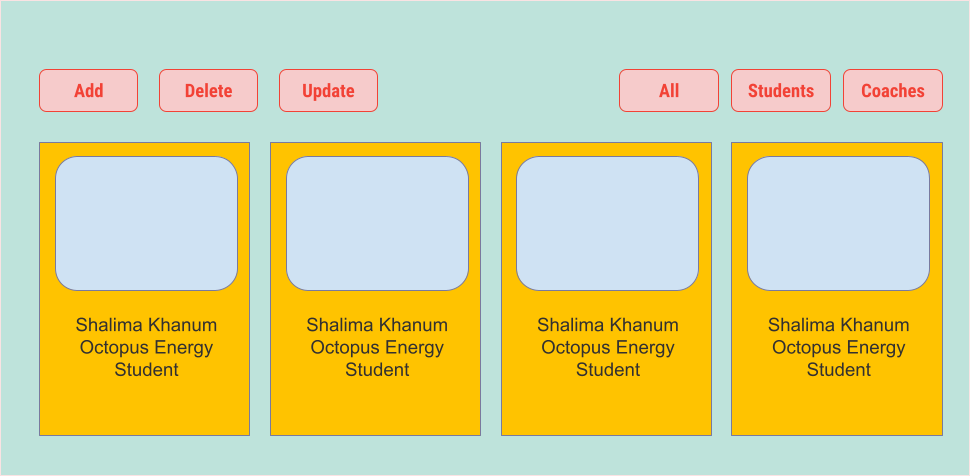 Add
Delete
Update
All
Students
Coaches
Shalima Khanum
Octopus Energy
Student
Shalima Khanum
Octopus Energy
Student
Shalima Khanum
Octopus Energy
Student
Shalima Khanum
Octopus Energy
Student